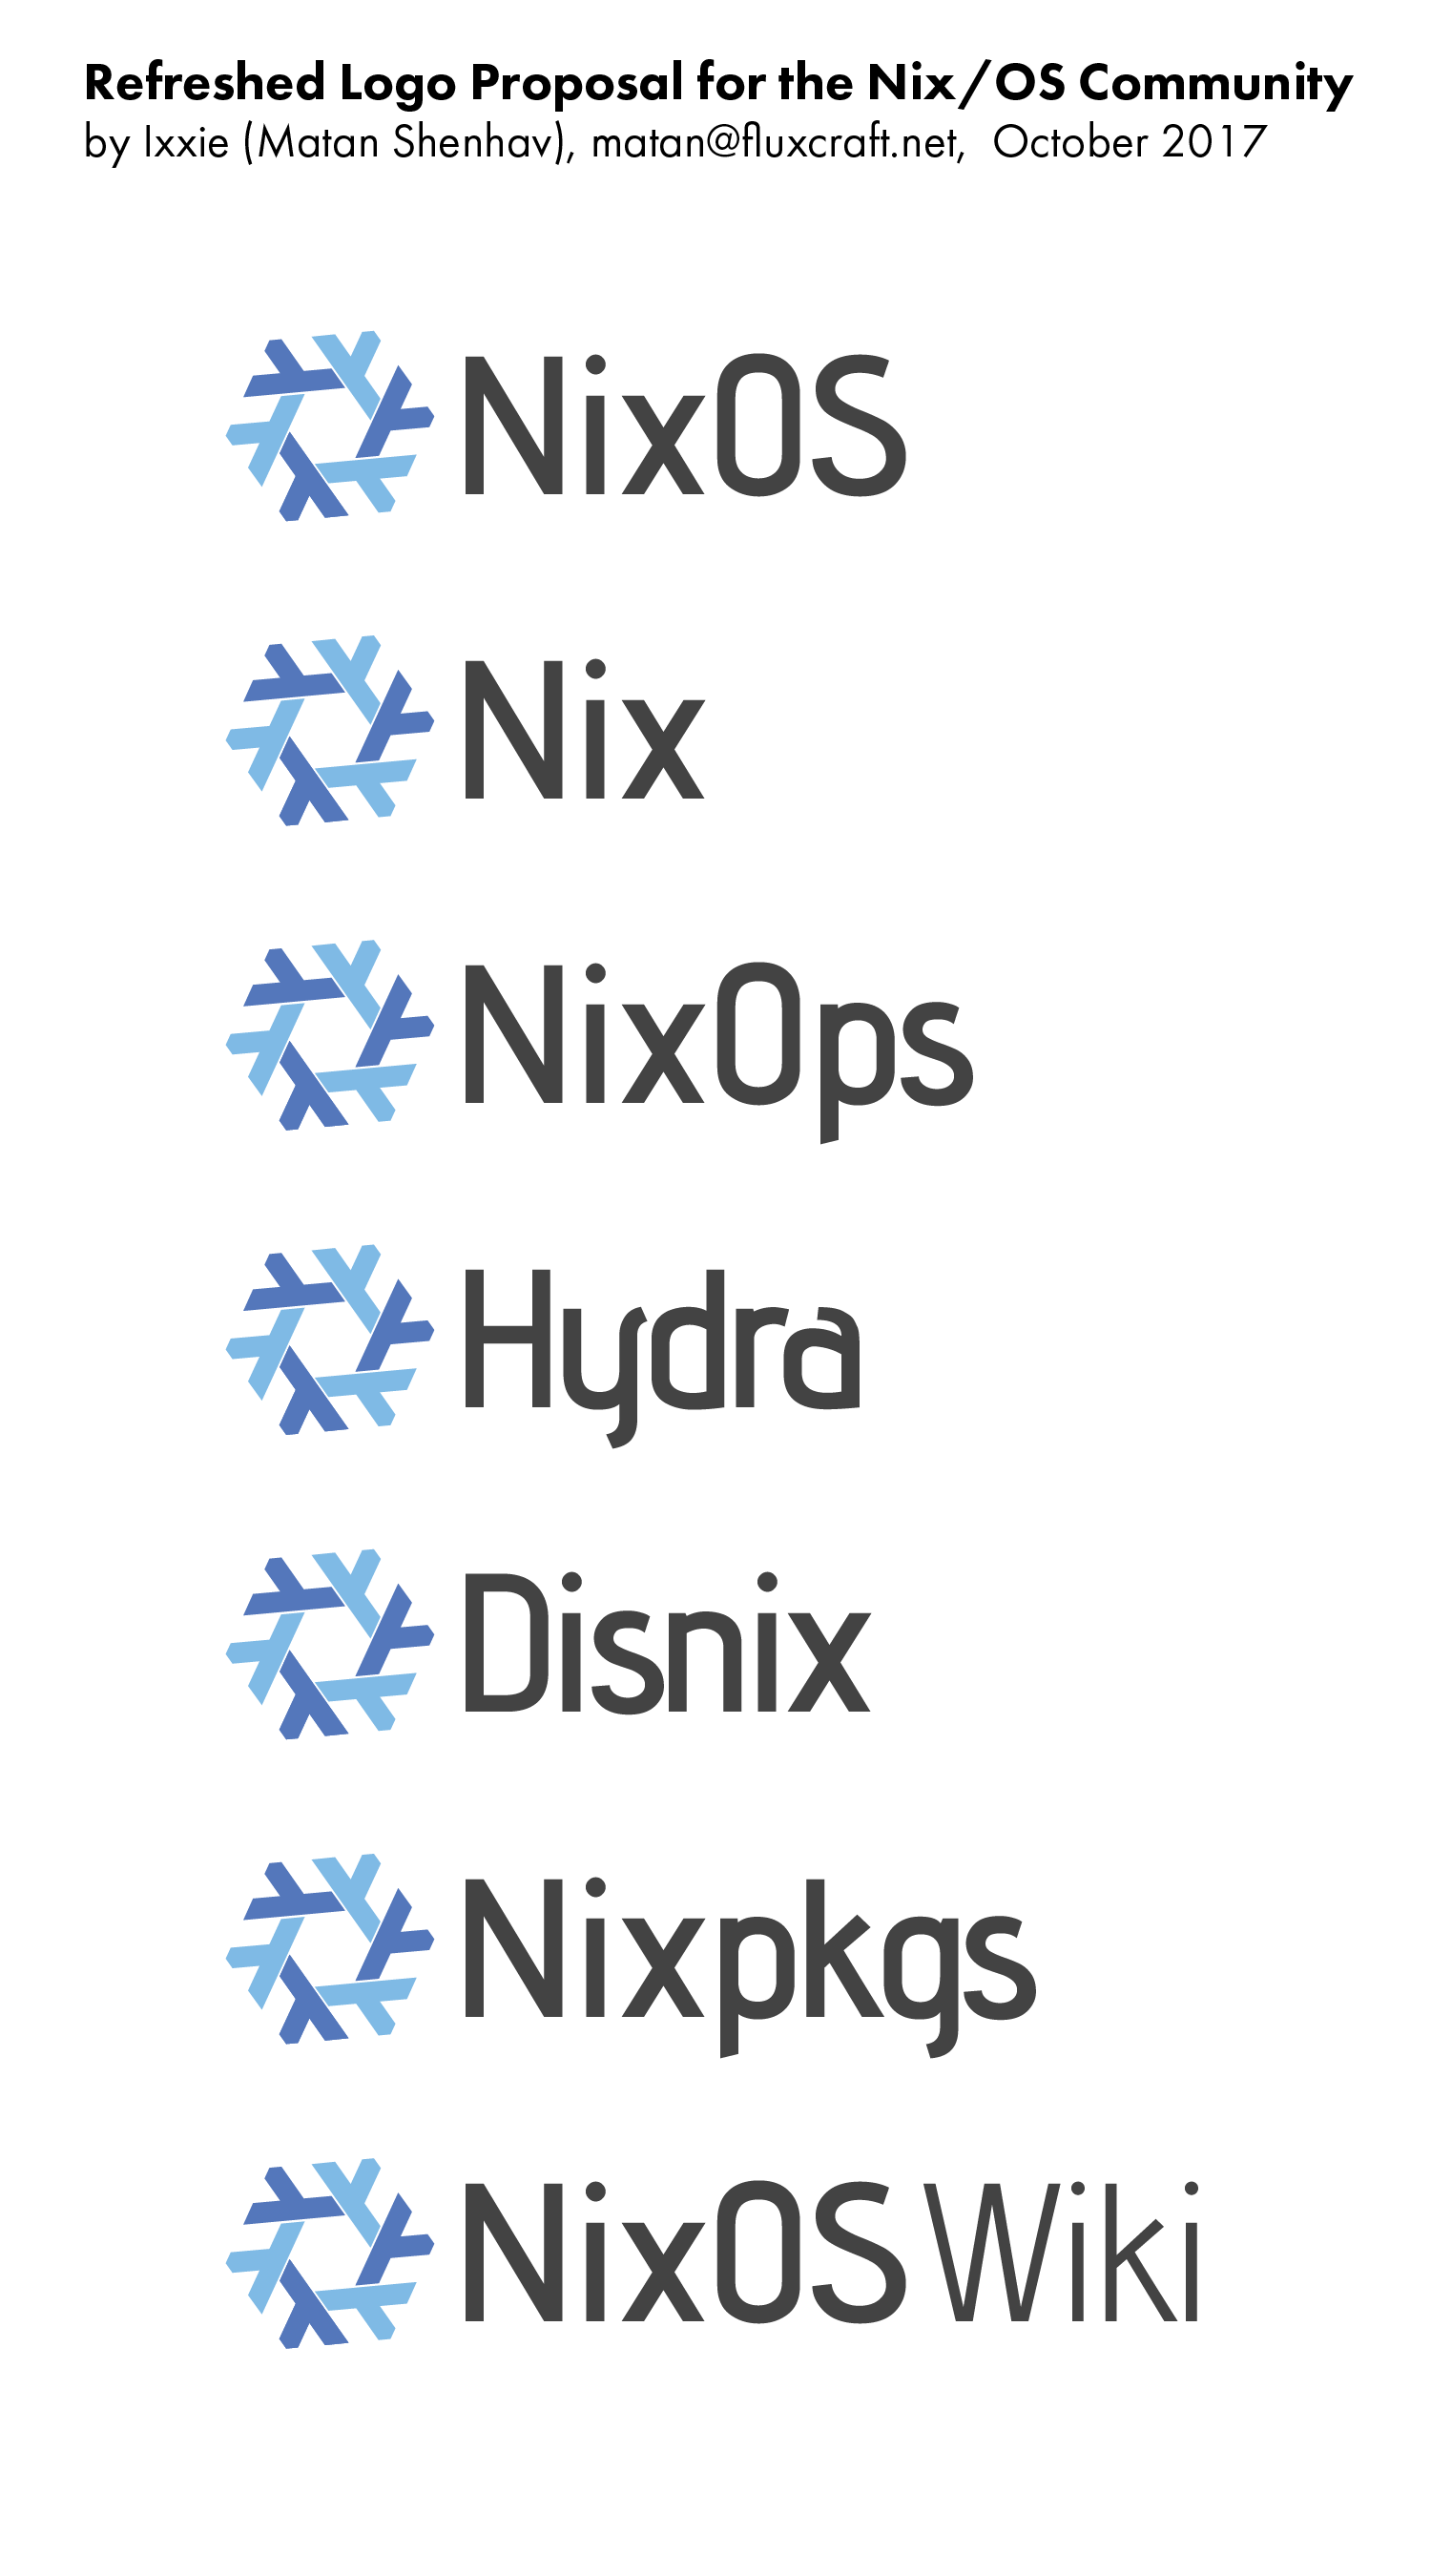 Refreshed Logo Proposal for the Nix/OS Community
by Ixxie (Matan Shenhav), matan@fluxcraft.net, October 2017
NixOS
Nix
NixOps
Hydra
Disnix
Nixpkgs
NixOS Wiki